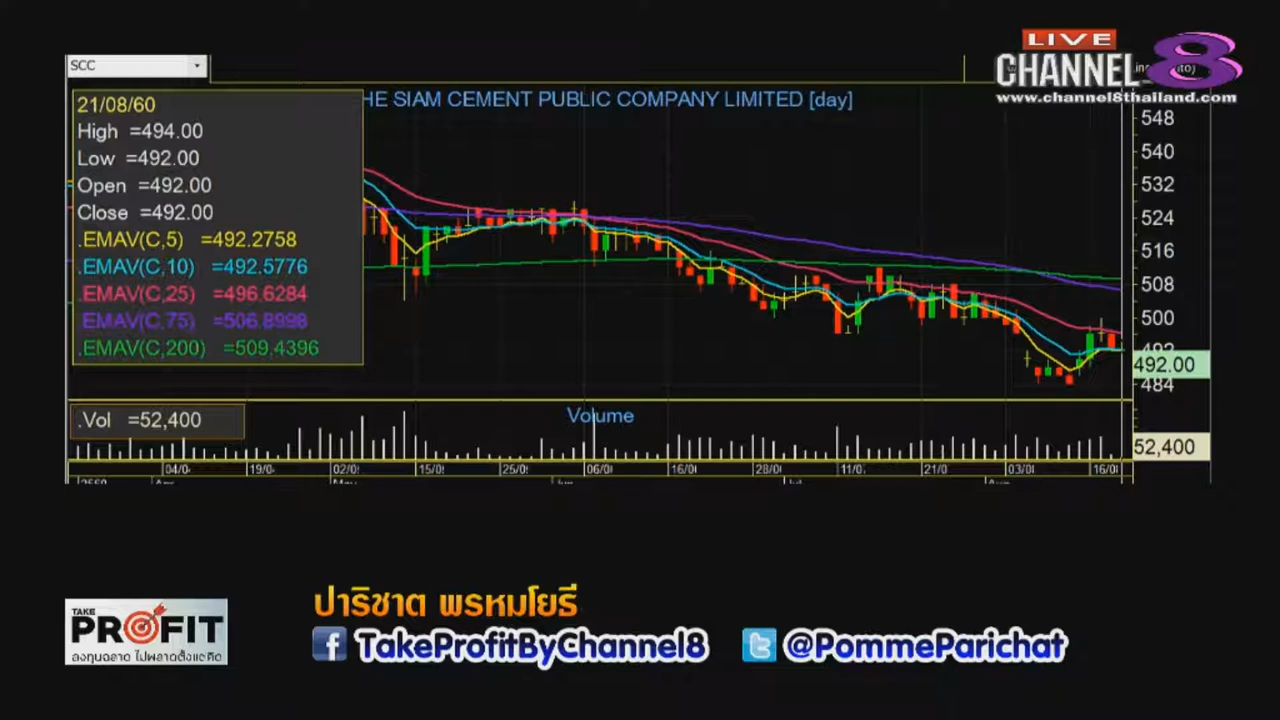 LIVE
CHANNEL 8
www.channel8thailand.com
SCC
THE SIAM CEMENT PUBLIC COMPANY LIMITED [day]
21/08/60
High =494.00
Low =492.00
Open =492.00
Close =492.00
.EMAV(C,5) =492.2758
.EMAV(C,10) =492.5776
.EMAV(C,25) =496.6284
.EMAV(C,75) =506.8998
.EMAV(C,200) =509.4396
548
540
532
524
516
508
500
492
492.00
484
.Vol =52,400
Volume
52,400
04/0 19/0 02/0 15/0 25/0 06/0 16/0 28/0 11/0 21/0 03/0 16/0
TAKE
PROFIT
ลงทุนฉลาด ไม่พลาดตั้งแต่คิด
ปาริชาต พรหมโยธี
TakeProfitByChannel8 @PommeParichat